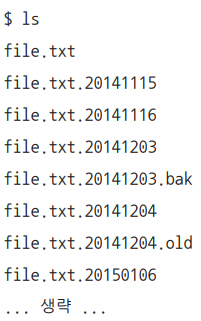 $ ls
file.txt
file.txt.20141115
file.txt.20141116
file.txt.20141203
file.txt.20141203.bak
file.txt.20141204
file.txt.20141204.old
file.txt.20150106
... 생략 ...